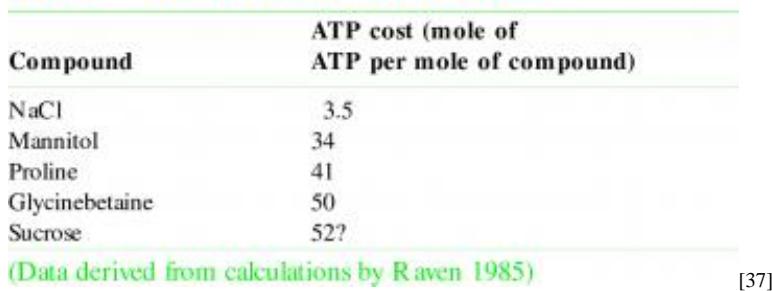 ATP cost (mole of
Compound ATP per mole of compound)
NaCl 3.5
Mannitol 34
Proline 41
Glycinebetaine 50
Sucrose 52?
(Data derived from calculations by Raven 1985) [37]